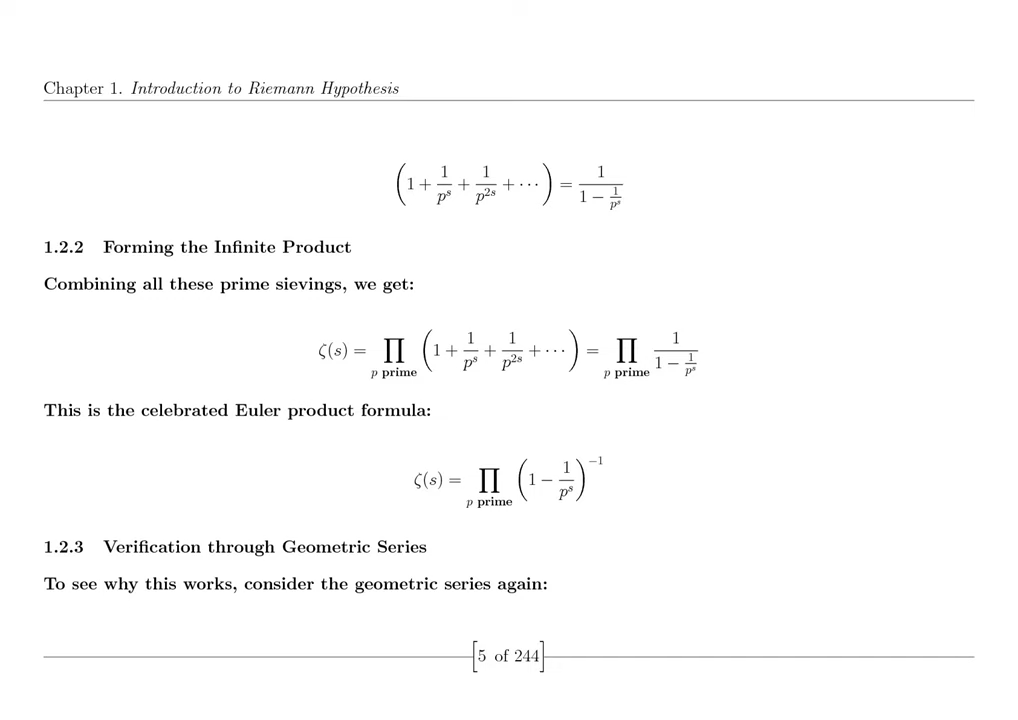 Chapter 1. Introduction to Riemann Hypothesis
(1 + 1/p^s + 1/p^{2s} + ···) = 1/(1 − 1/p^s)
1.2.2 Forming the Infinite Product
Combining all these prime sievings, we get:
ζ(s) = ∏_{p prime} (1 + 1/p^s + 1/p^{2s} + ···) = ∏_{p prime} 1/(1 − 1/p^s)
This is the celebrated Euler product formula:
ζ(s) = ∏_{p prime} (1 − 1/p^s)^{−1}
1.2.3 Verification through Geometric Series
To see why this works, consider the geometric series again:
[5 of 244]